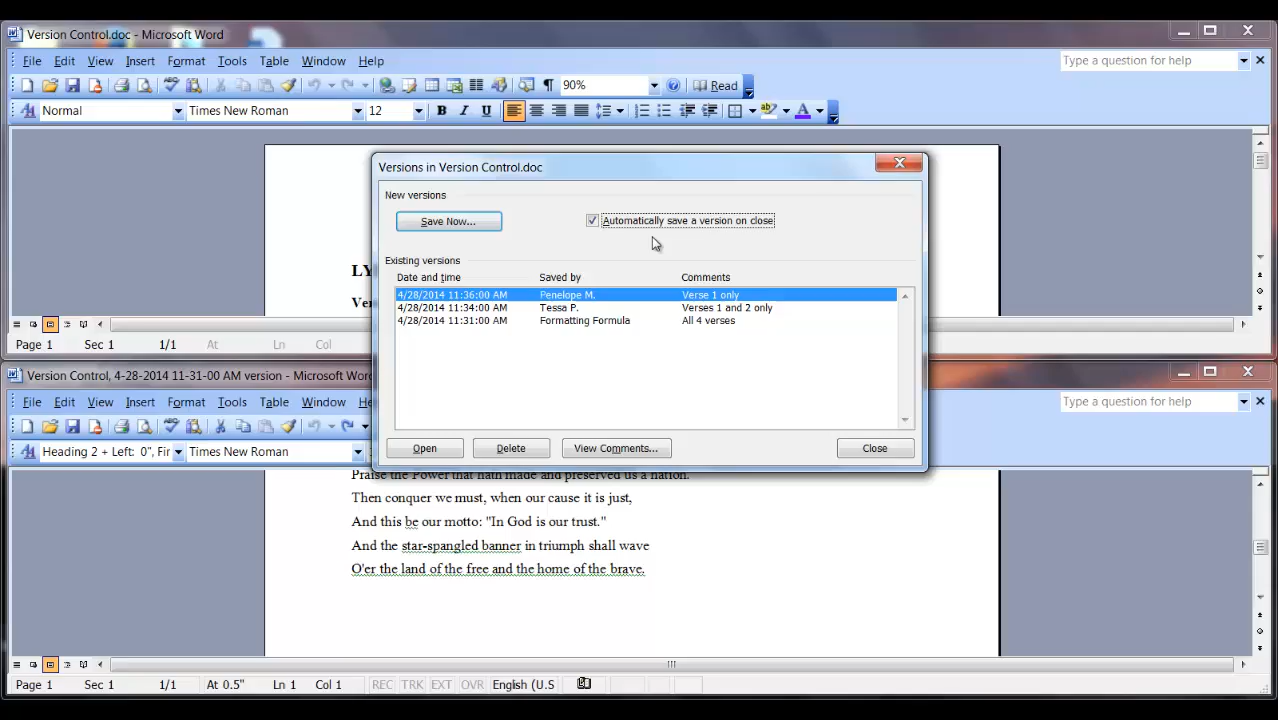 Version Control.doc - Microsoft Word
File Edit View Insert Format Tools Table Window Help
Type a question for help
90%
Read
Normal
Times New Roman
12
B I U
Versions in Version Control.doc
New versions
Save Now...
Automatically save a version on close
Existing versions
Date and time Saved by Comments
4/28/2014 11:36:00 AM Penelope M. Verse 1 only
4/28/2014 11:34:00 AM Tessa P. Verses 1 and 2 only
4/28/2014 11:31:00 AM Formatting Formula All 4 verses
Open Delete View Comments... Close
LY
Ver
Page 1 Sec 1 1/1 At Ln Col
Version Control, 4-28-2014 11-31-00 AM version - Microsoft Wor
File Edit View Insert Format Tools Table Window He
Type a question for help
Heading 2 + Left: 0", Fir
Times New Roman
Praise the Power that hath made and preserved us a nation.
Then conquer we must, when our cause it is just,
And this be our motto: "In God is our trust."
And the star-spangled banner in triumph shall wave
O'er the land of the free and the home of the brave.
Page 1 Sec 1 1/1 At 0.5" Ln 1 Col 1 REC TRK EXT OVR English (U.S